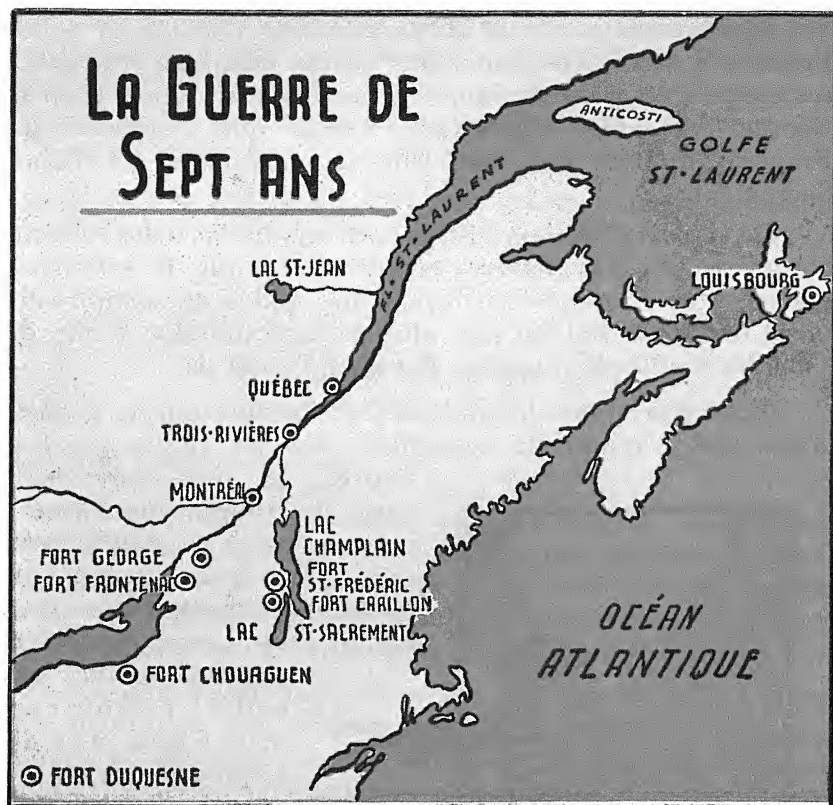 LA GUERRE DE
SEPT ANS
ANTICOSTI
GOLFE
ST-LAURENT
FL. ST-LAURENT
LAC ST-JEAN
LOUISBOURG
QUÉBEC
TROIS-RIVIÈRES
MONTRÉAL
LAC
CHAMPLAIN
FORT GEORGE
FORT
ST-FRÉDÉRIC
FORT FRONTENAC
FORT CARILLON
LAC ST-SACREMENT
OCÉAN
ATLANTIQUE
FORT CHOUAGUEN
FORT DUQUESNE